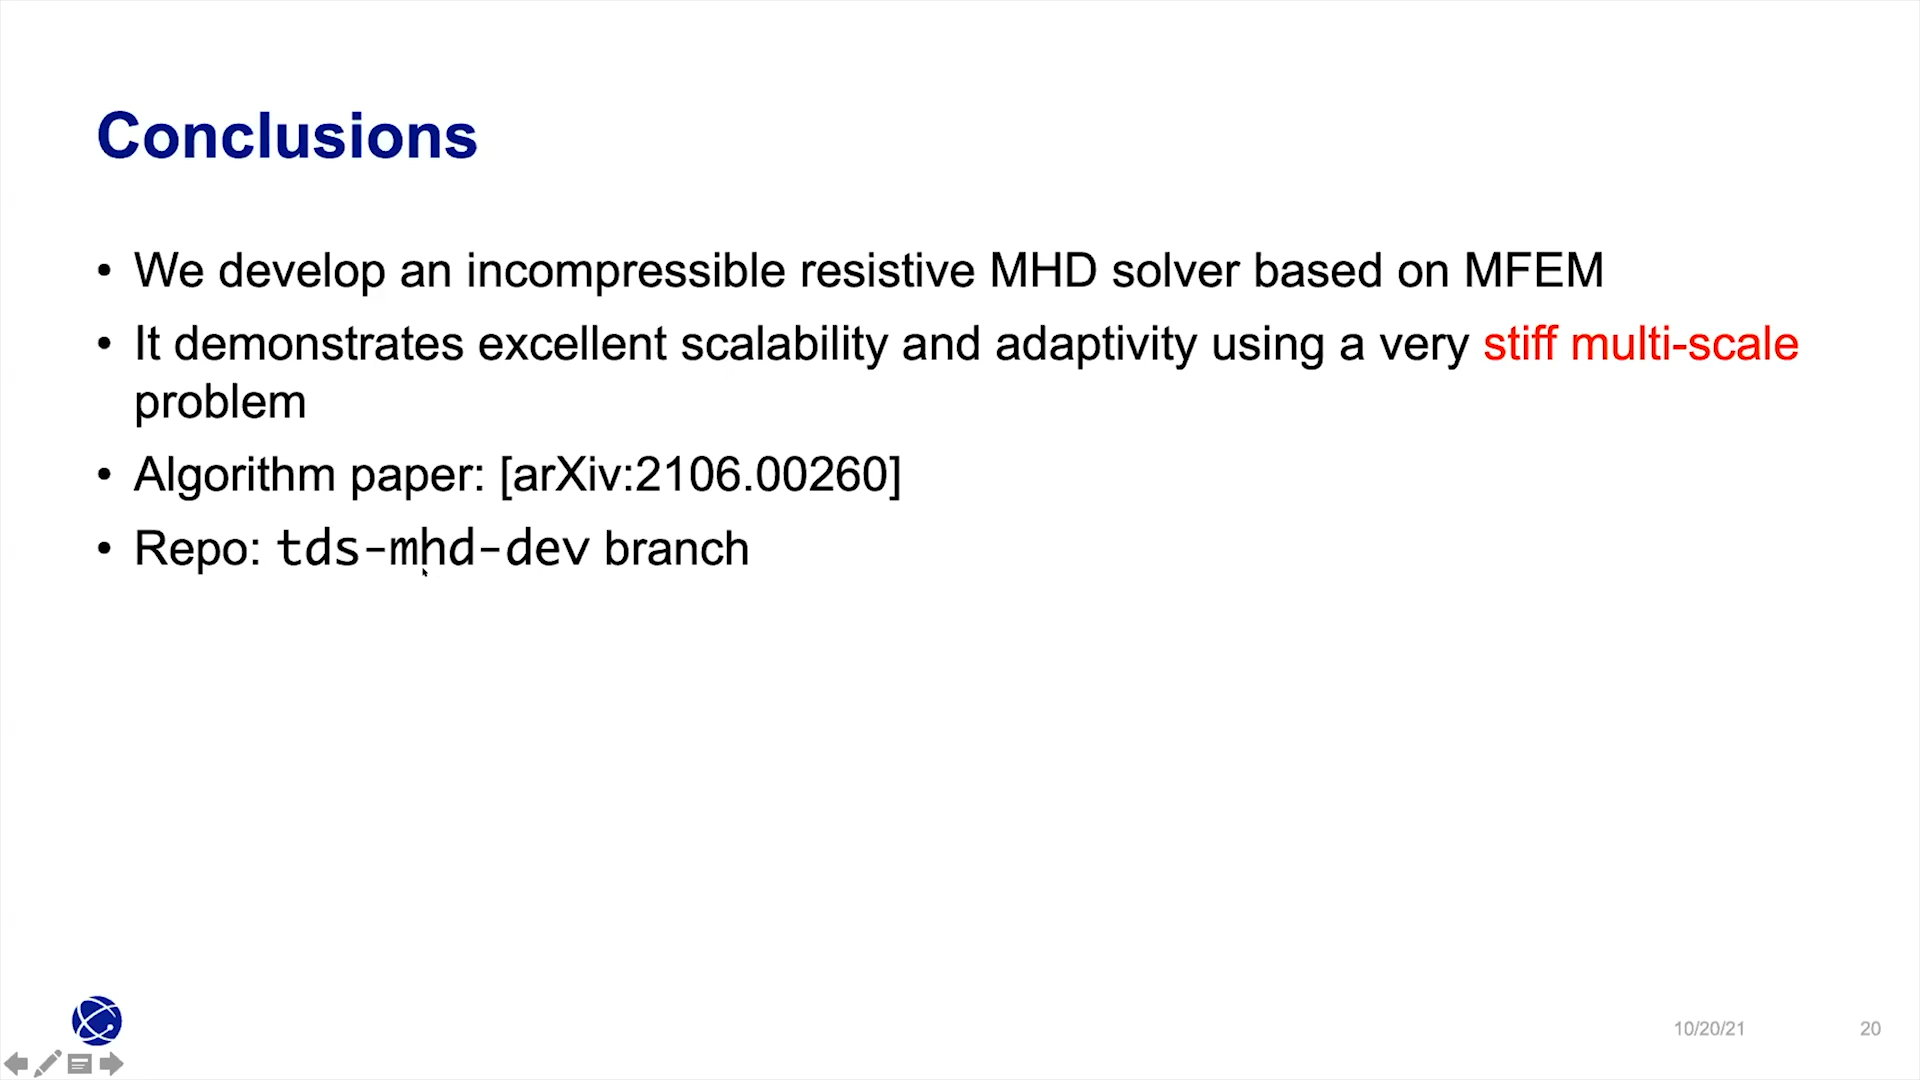 Conclusions
• We develop an incompressible resistive MHD solver based on MFEM
• It demonstrates excellent scalability and adaptivity using a very stiff multi-scale
problem
• Algorithm paper: [arXiv:2106.00260]
• Repo: tds-mhd-dev branch
10/20/21
20